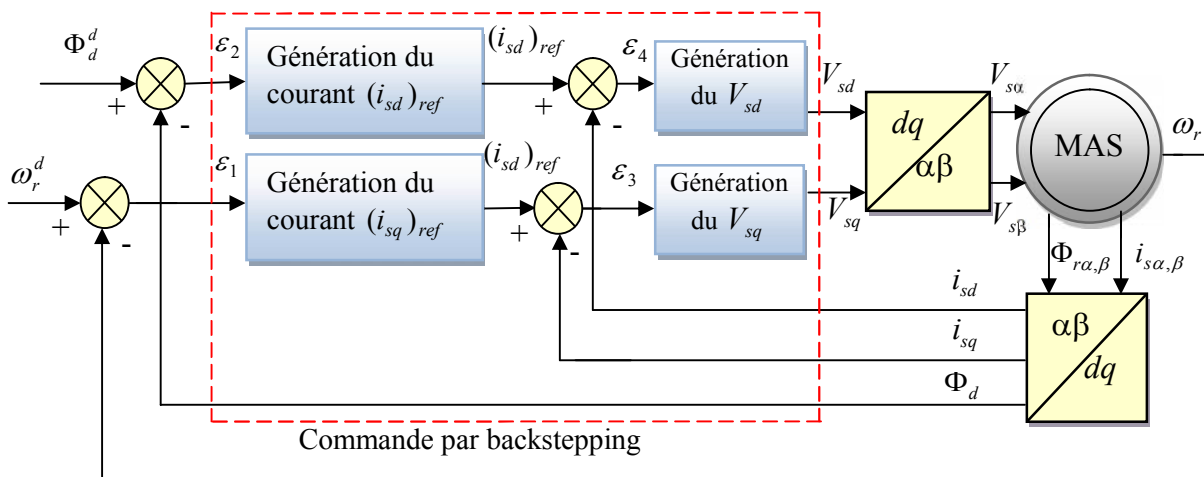 Φ_d^d
+
-
ε_2
Génération du
courant (i_sd)_ref
(i_sd)_ref
+
-
ε_4
Génération
du V_sd
V_sd
dq
αβ
V_sα
MAS
ω_r
ω_r^d
+
-
ε_1
Génération du
courant (i_sq)_ref
(i_sd)_ref
+
-
ε_3
Génération
du V_sq
V_sq
V_sβ
Φ_rα,β
i_sα,β
i_sd
i_sq
Φ_d
αβ
dq
Commande par backstepping